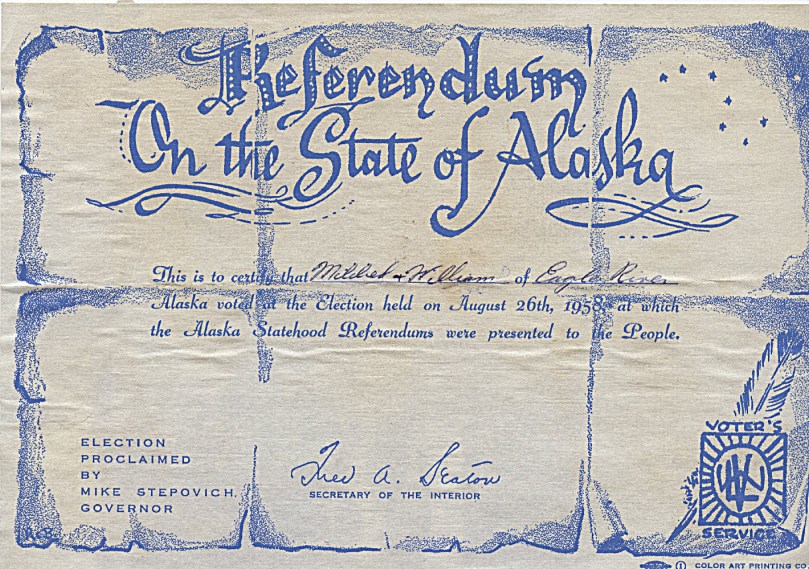 Referendum
On the State of Alaska
This is to certify that Mildred + William of Eagle River
Alaska voted at the Election held on August 26th, 1958, at which
the Alaska Statehood Referendums were presented to the People.
ELECTION
PROCLAIMED
BY
MIKE STEPOVICH,
GOVERNOR
Fred A. Seaton
SECRETARY OF THE INTERIOR
VOTER'S
SERVICE
COLOR ART PRINTING CO